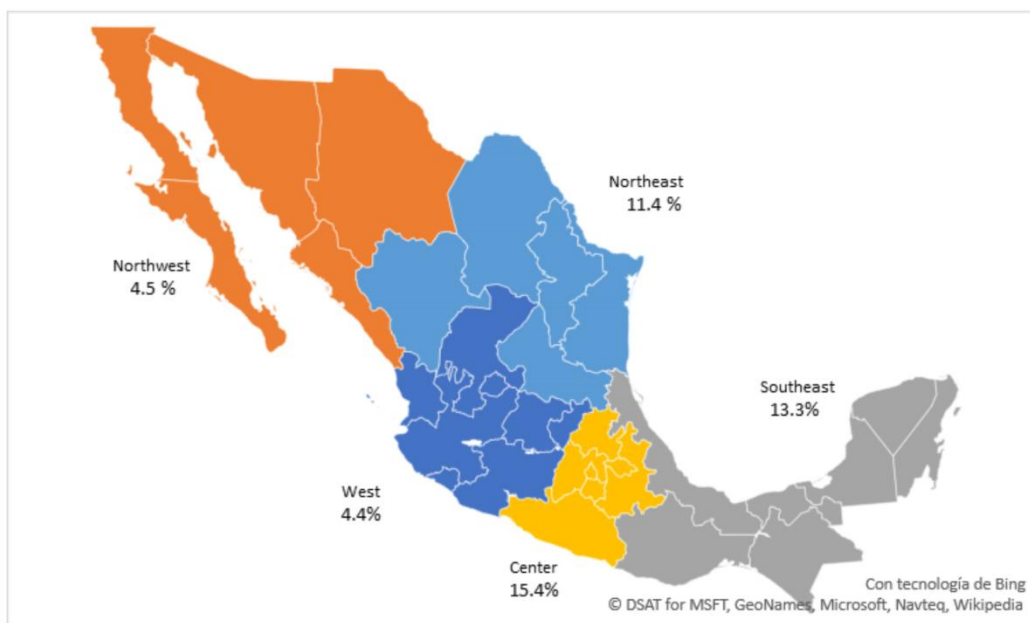 Northeast
11.4 %
Northwest
4.5 %
Southeast
13.3%
West
4.4%
Center
15.4%
Con tecnología de Bing
© DSAT for MSFT, GeoNames, Microsoft, Navteq, Wikipedia